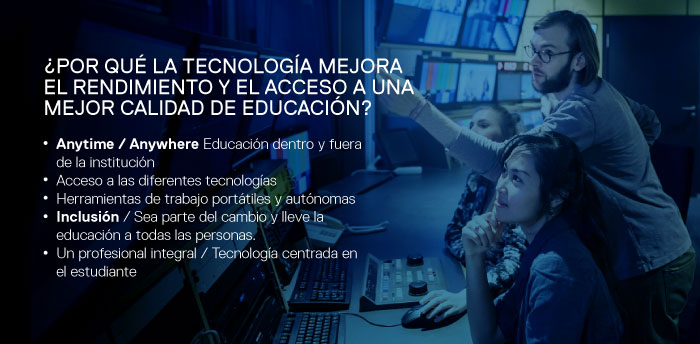 ¿POR QUÉ LA TECNOLOGÍA MEJORA
EL RENDIMIENTO Y EL ACCESO A UNA
MEJOR CALIDAD DE EDUCACIÓN?
• Anytime / Anywhere Educación dentro y fuera
de la institución
• Acceso a las diferentes tecnologías
• Herramientas de trabajo portátiles y autónomas
• Inclusión / Sea parte del cambio y lleve la
educación a todas las personas.
• Un profesional integral / Tecnología centrada en
el estudiante